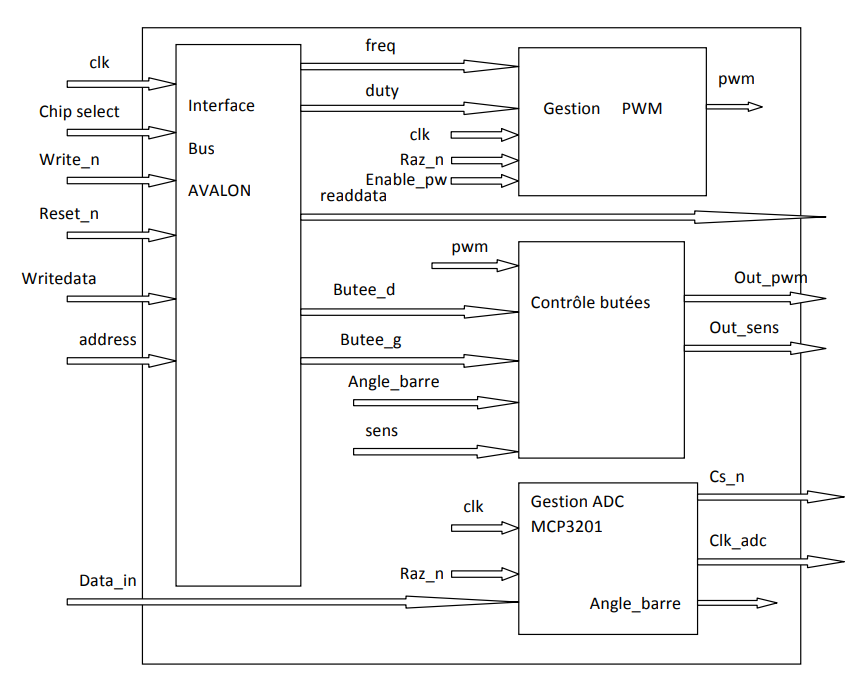 clk
Chip select
Write_n
Reset_n
Writedata
address
Data_in
Interface
Bus
AVALON
freq
duty
clk
Raz_n
Enable_pw
readdata
Gestion PWM
pwm
pwm
Butee_d
Butee_g
Angle_barre
sens
Contrôle butées
Out_pwm
Out_sens
clk
Raz_n
Gestion ADC
MCP3201
Angle_barre
Cs_n
Clk_adc